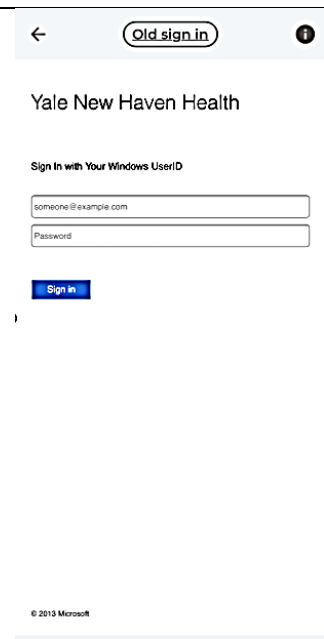 Old sign in
Yale New Haven Health
Sign In with Your Windows UserID
someone@example.com
Password
Sign in
© 2013 Microsoft